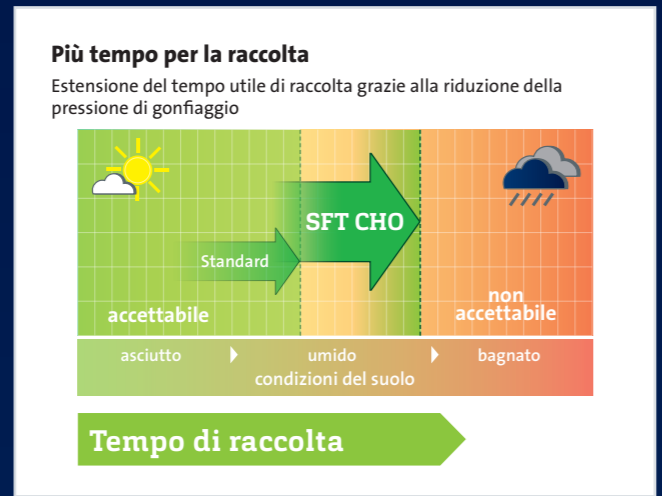 Più tempo per la raccolta
Estensione del tempo utile di raccolta grazie alla riduzione della
pressione di gonfiaggio
SFT CHO
Standard
accettabile
non
accettabile
asciutto
umido
bagnato
condizioni del suolo
Tempo di raccolta